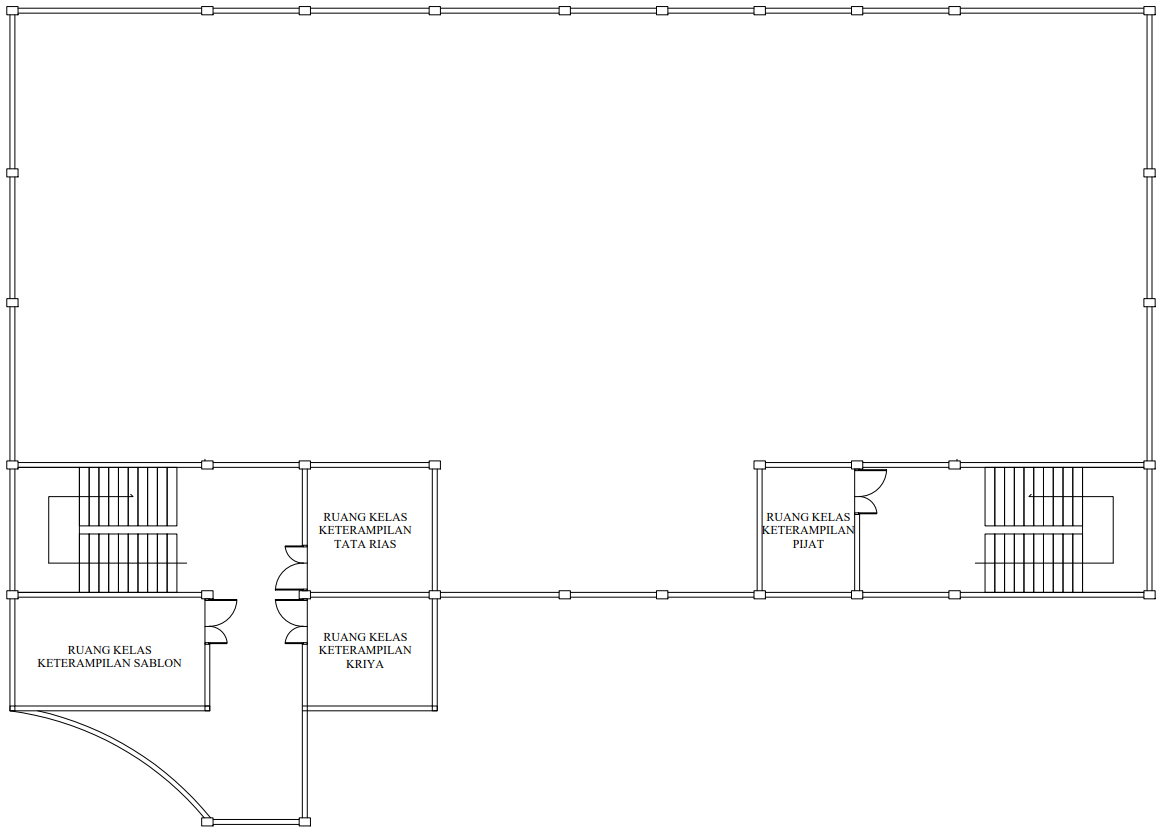 RUANG KELAS
KETERAMPILAN
TATA RIAS
RUANG KELAS
KETERAMPILAN
PIJAT
RUANG KELAS
KETERAMPILAN SABLON
RUANG KELAS
KETERAMPILAN
KRIYA